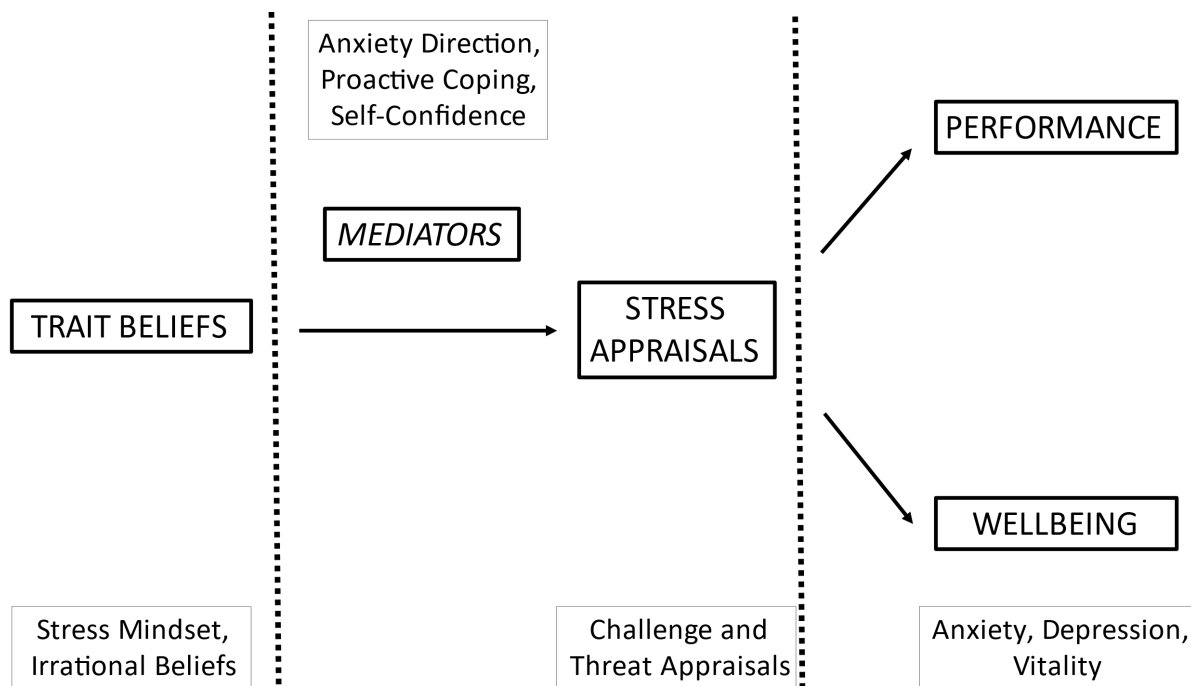 Anxiety Direction,
Proactive Coping,
Self-Confidence
PERFORMANCE
MEDIATORS
TRAIT BELIEFS
STRESS
APPRAISALS
WELLBEING
Stress Mindset,
Irrational Beliefs
Challenge and
Threat Appraisals
Anxiety, Depression,
Vitality